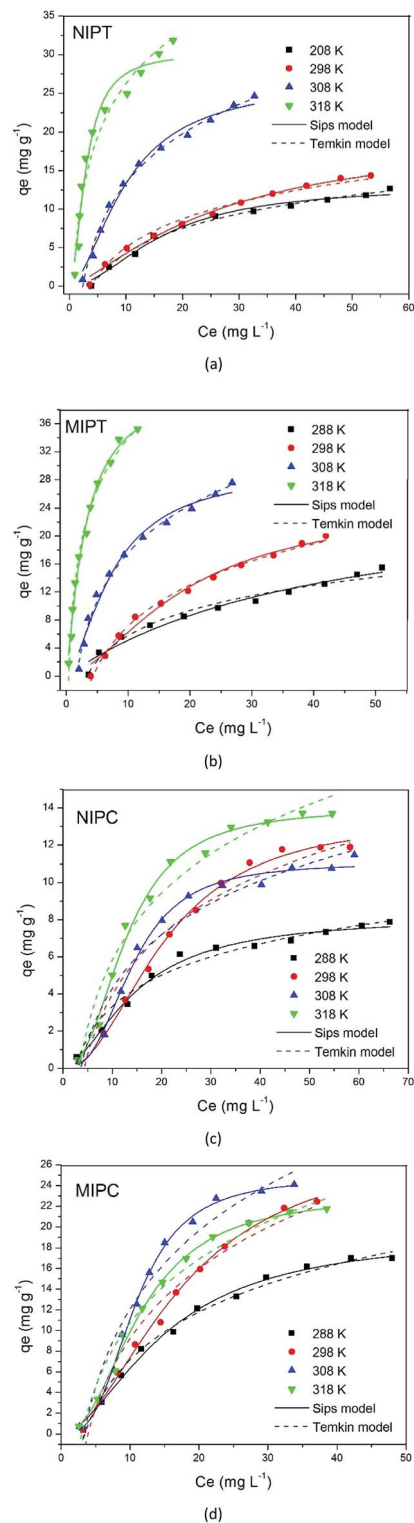 NIPT
35
30
25
20
15
10
5
0
qe (mg g⁻¹)
208 K
298 K
308 K
318 K
Sips model
Temkin model
0 10 20 30 40 50 60
Ce (mg L⁻¹)
(a)
MIPT
36
32
28
24
20
16
12
8
4
0
qe (mg g⁻¹)
288 K
298 K
308 K
318 K
Sips model
Temkin model
0 10 20 30 40 50
Ce (mg L⁻¹)
(b)
NIPC
14
12
10
8
6
4
2
0
qe (mg g⁻¹)
288 K
298 K
308 K
318 K
Sips model
Temkin model
0 10 20 30 40 50 60 70
Ce (mg L⁻¹)
(c)
MIPC
26
24
22
20
18
16
14
12
10
8
6
4
2
0
qe (mg g⁻¹)
288 K
298 K
308 K
318 K
Sips model
Temkin model
0 10 20 30 40 50
Ce (mg L⁻¹)
(d)